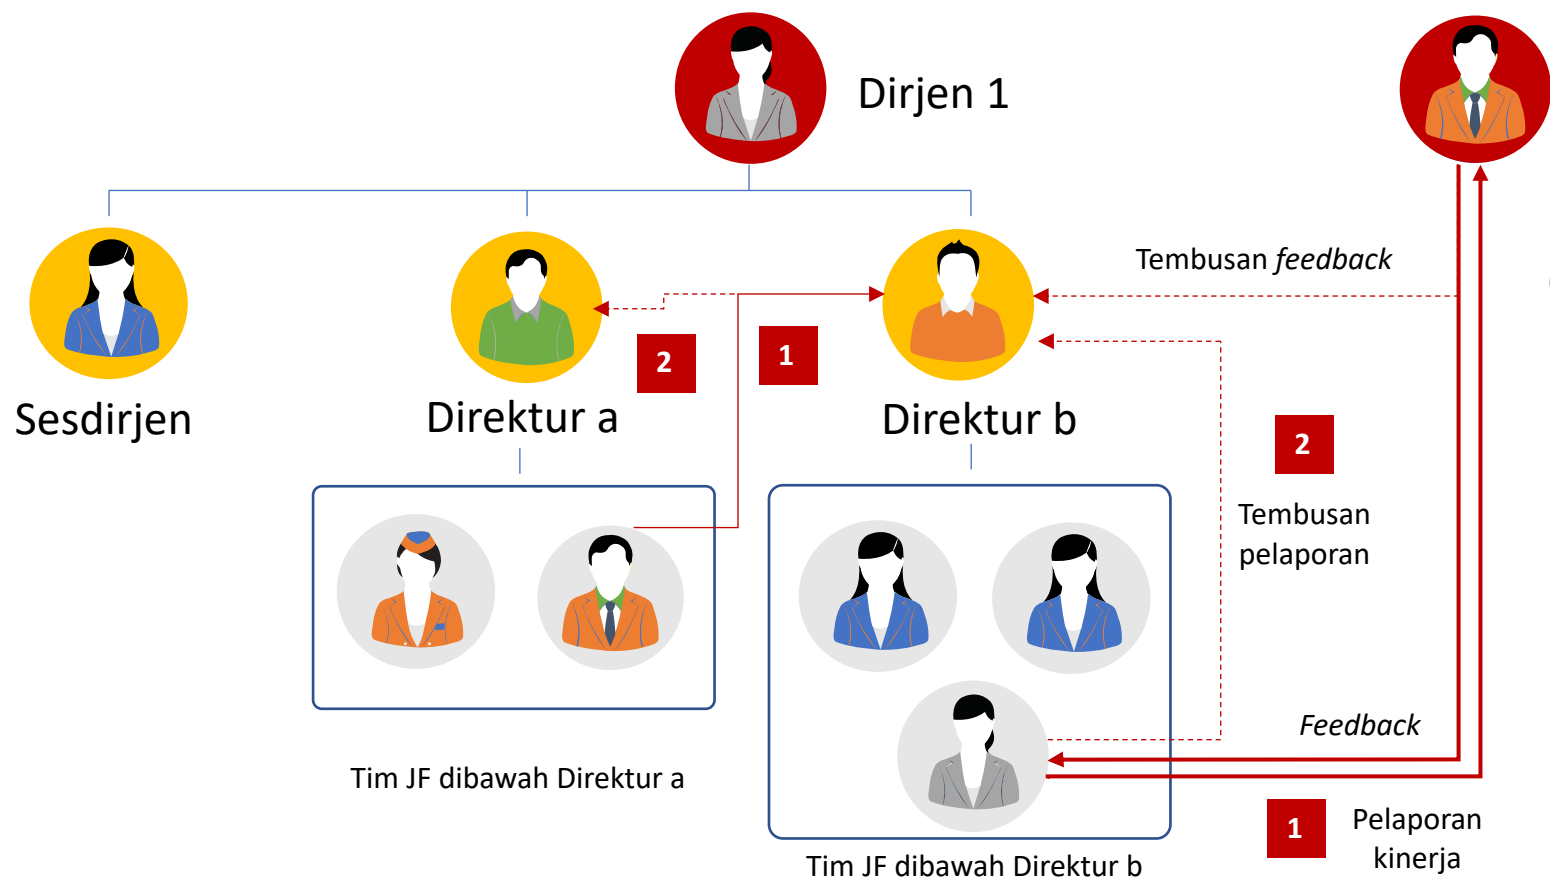 Dirjen 1
Tembusan feedback
2
1
Sesdirjen
Direktur a
Direktur b
2
Tembusan
pelaporan
Feedback
Tim JF dibawah Direktur a
1
Pelaporan
kinerja
Tim JF dibawah Direktur b